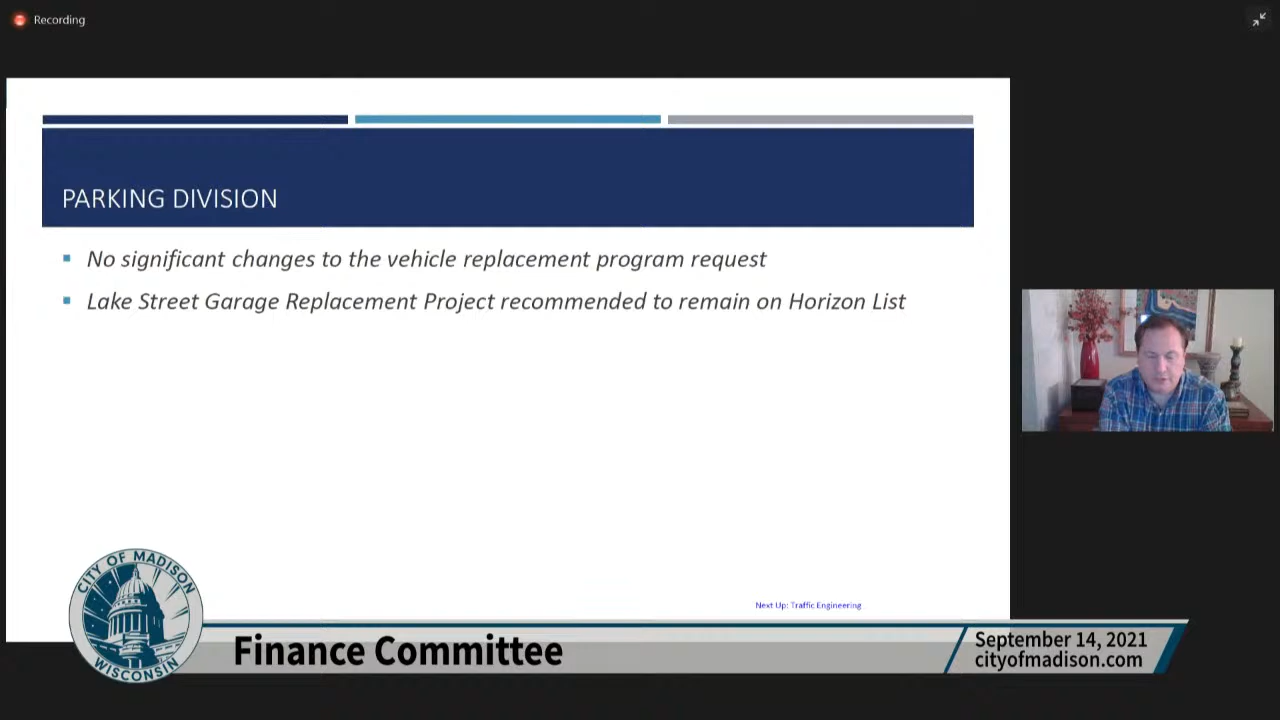 Recording
PARKING DIVISION
No significant changes to the vehicle replacement program request
Lake Street Garage Replacement Project recommended to remain on Horizon List
Next Up: Traffic Engineering
CITY OF MADISON
WISCONSIN
Finance Committee
September 14, 2021
cityofmadison.com